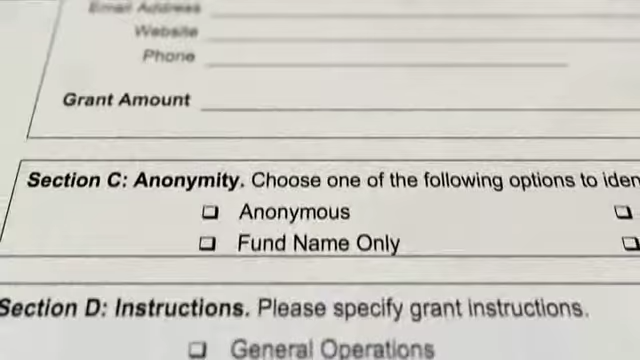 Email Address
Website
Phone
Grant Amount
Section C: Anonymity. Choose one of the following options to
Anonymous
Fund Name Only
Section D: Instructions. Please specify grant instructions.
General Operations